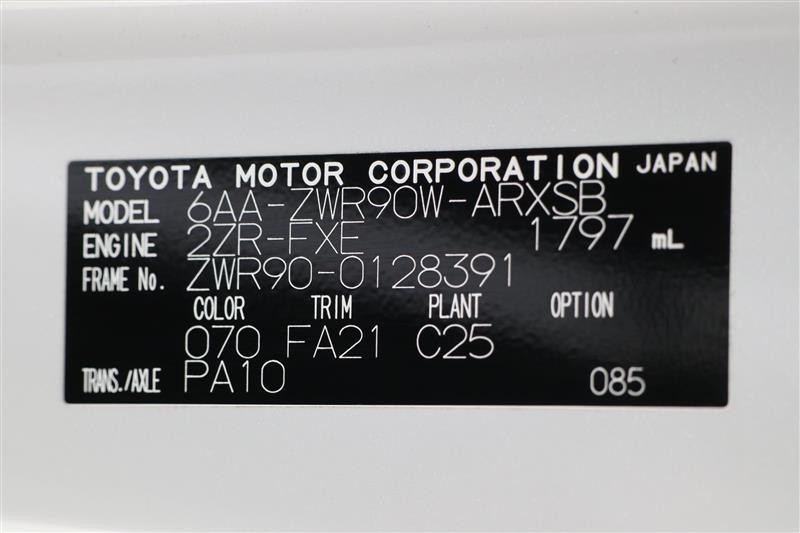 TOYOTA MOTOR CORPORATION JAPAN
MODEL 6AA-ZWR90W-ARXSB
ENGINE 2ZR-FXE 1797 mL
FRAME No. ZWR90-0128391
COLOR TRIM PLANT OPTION
070 FA21 C25
TRANS./AXLE PA10 085